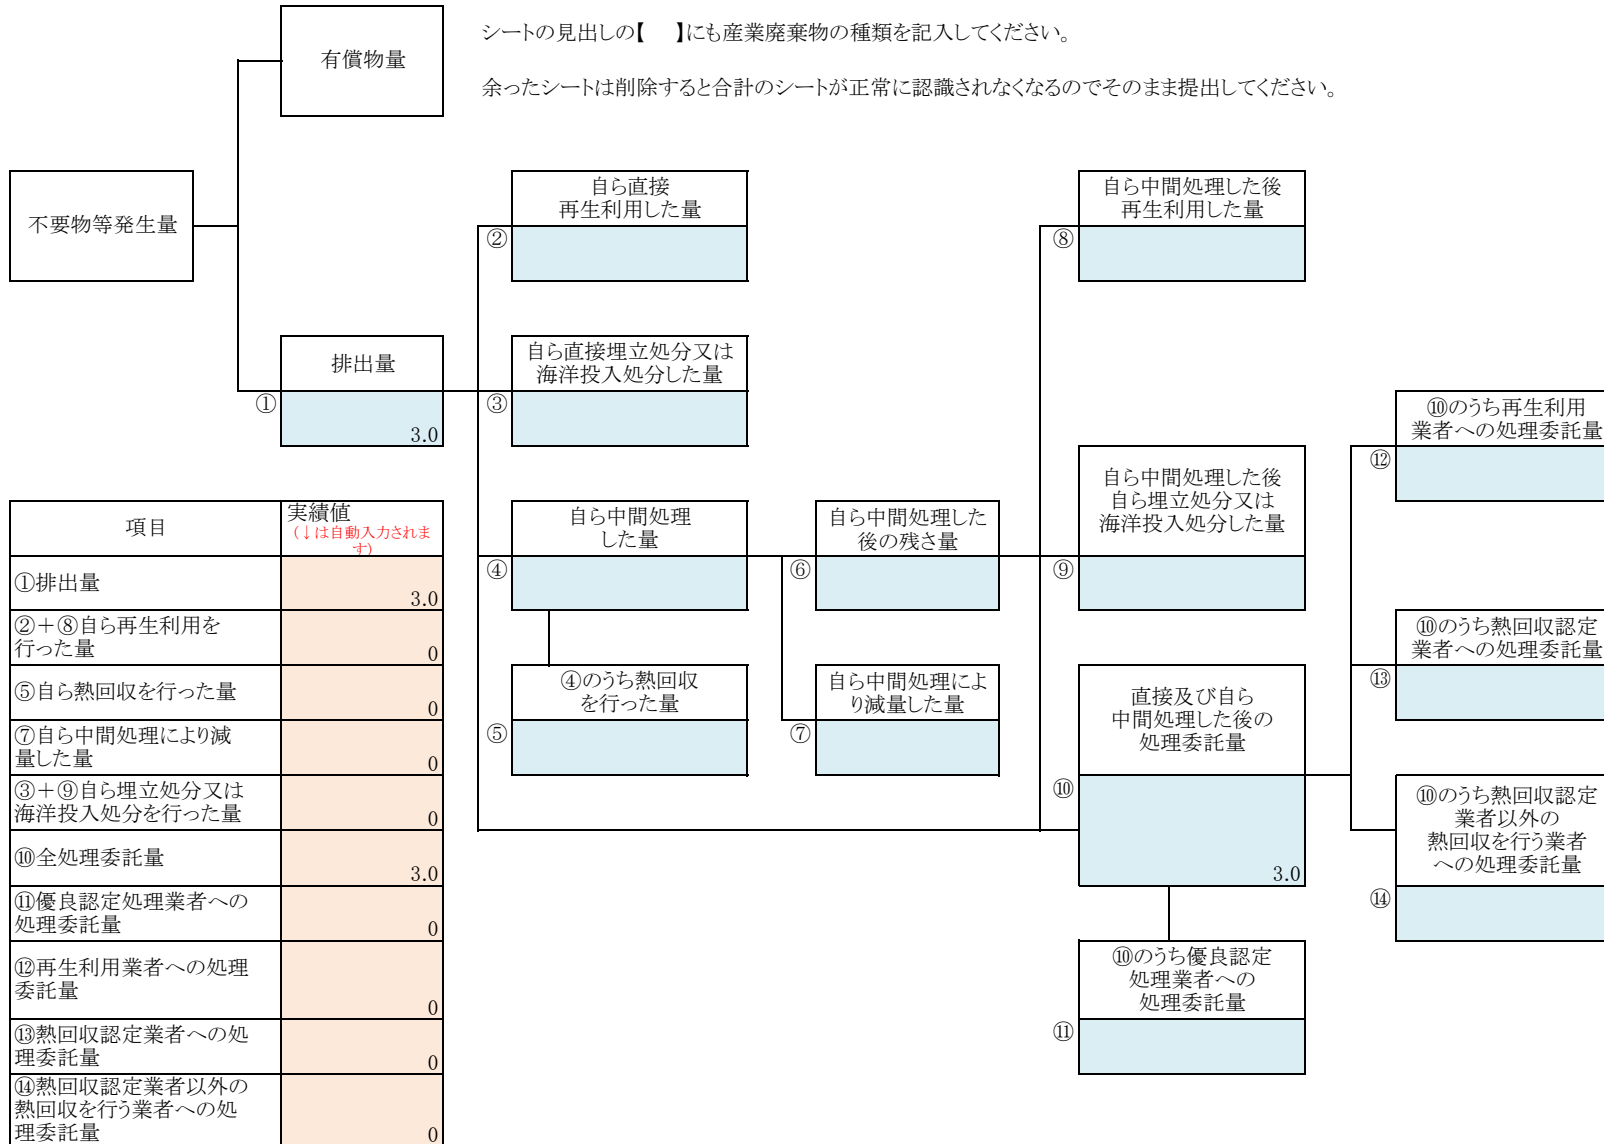 シートの見出しの【　】にも産業廃棄物の種類を記入してください。
有償物量
余ったシートは削除すると合計のシートが正常に認識されなくなるのでそのまま提出してください。
不要物等発生量
自ら直接
再生利用した量
②
自ら中間処理した後
再生利用した量
⑧
排出量
①
3.0
自ら直接埋立処分又は
海洋投入処分した量
③
⑩のうち再生利用
業者への処理委託量
⑫
自ら中間処理
した量
④
自ら中間処理した
後の残さ量
⑥
自ら中間処理した後
自ら埋立処分又は
海洋投入処分した量
⑨
⑩のうち熱回収認定
業者への処理委託量
⑬
④のうち熱回収
を行った量
⑤
自ら中間処理によ
り減量した量
⑦
直接及び自ら
中間処理した後の
処理委託量
⑩
3.0
⑩のうち熱回収認定
業者以外の
熱回収を行う業者
への処理委託量
⑭
⑩のうち優良認定
処理業者への
処理委託量
⑪
項目
実績値
(↓は自動入力されま
す)
①排出量
3.0
②＋⑧自ら再生利用を
行った量
0
⑤自ら熱回収を行った量
0
⑦自ら中間処理により減
量した量
0
③＋⑨自ら埋立処分又は
海洋投入処分を行った量
0
⑩全処理委託量
3.0
⑪優良認定処理業者への
処理委託量
0
⑫再生利用業者への処理
委託量
0
⑬熱回収認定業者への処
理委託量
0
⑭熱回収認定業者以外の
熱回収を行う業者への処
理委託量
0